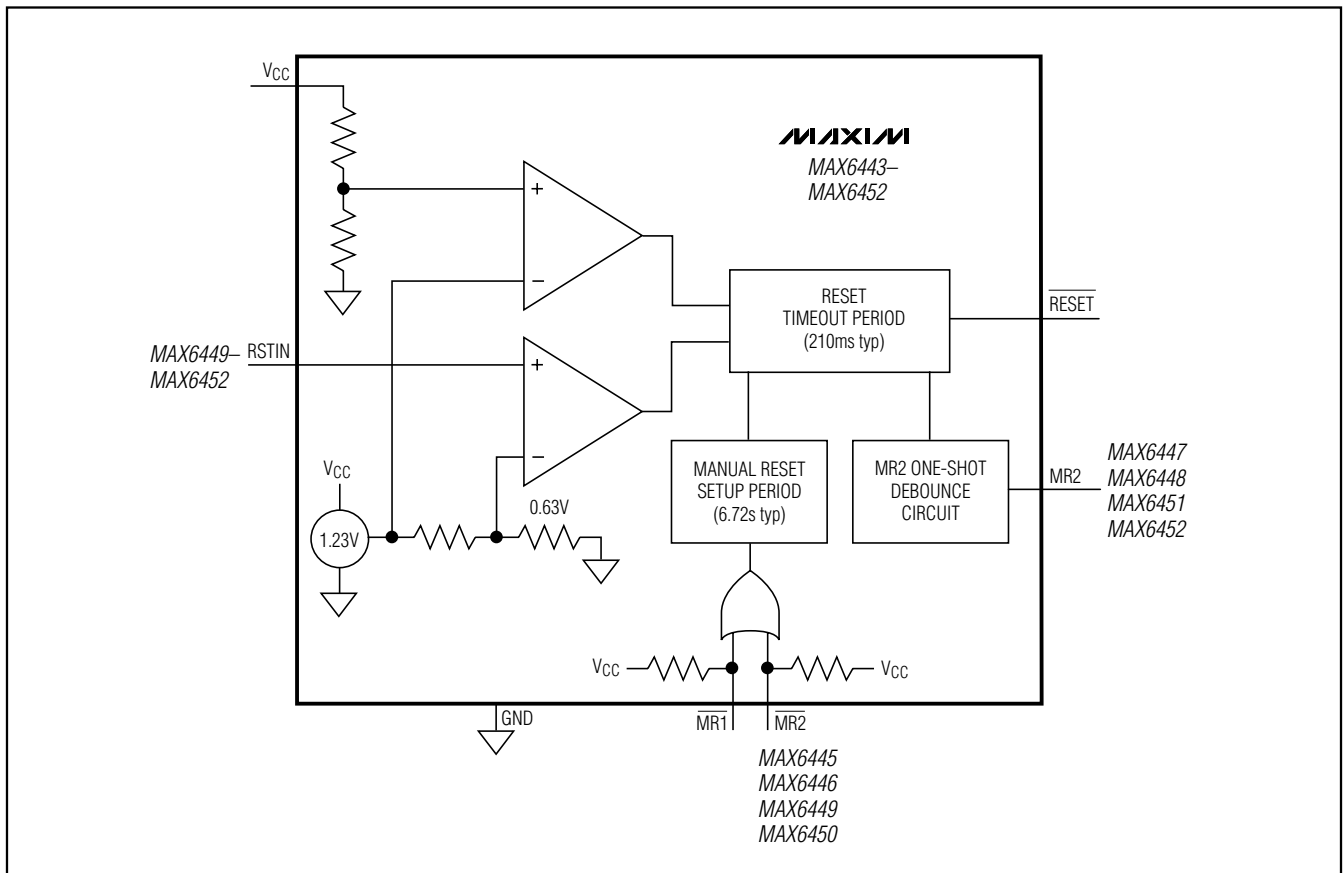 VCC
MAXIM
MAX6443–
MAX6452
+
−
RESET
TIMEOUT PERIOD
(210ms typ)
RESET
MAX6449–
MAX6452
RSTIN
+
−
MANUAL RESET
SETUP PERIOD
(6.72s typ)
MR2 ONE-SHOT
DEBOUNCE
CIRCUIT
MR2
MAX6447
MAX6448
MAX6451
MAX6452
VCC
1.23V
0.63V
VCC
VCC
GND
MR1
MR2
MAX6445
MAX6446
MAX6449
MAX6450